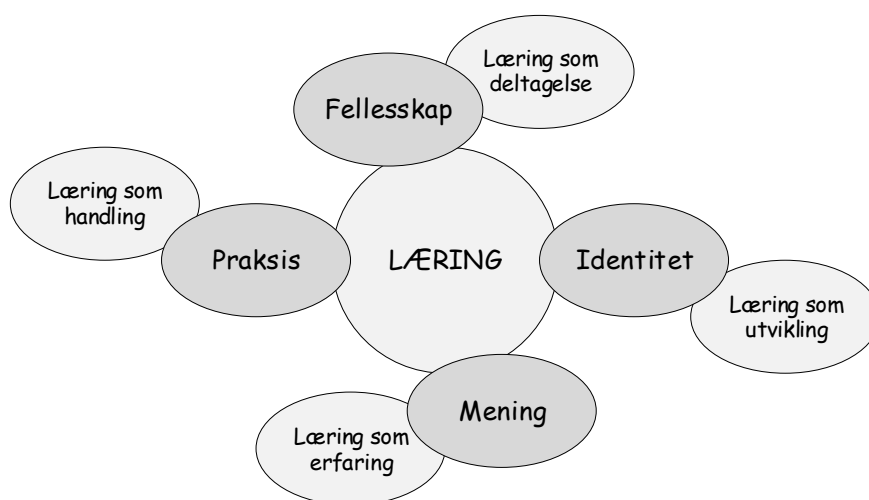 Læring som
deltagelse
Fellesskap
Læring som
handling
Praksis
LÆRING
Identitet
Læring som
utvikling
Mening
Læring som
erfaring